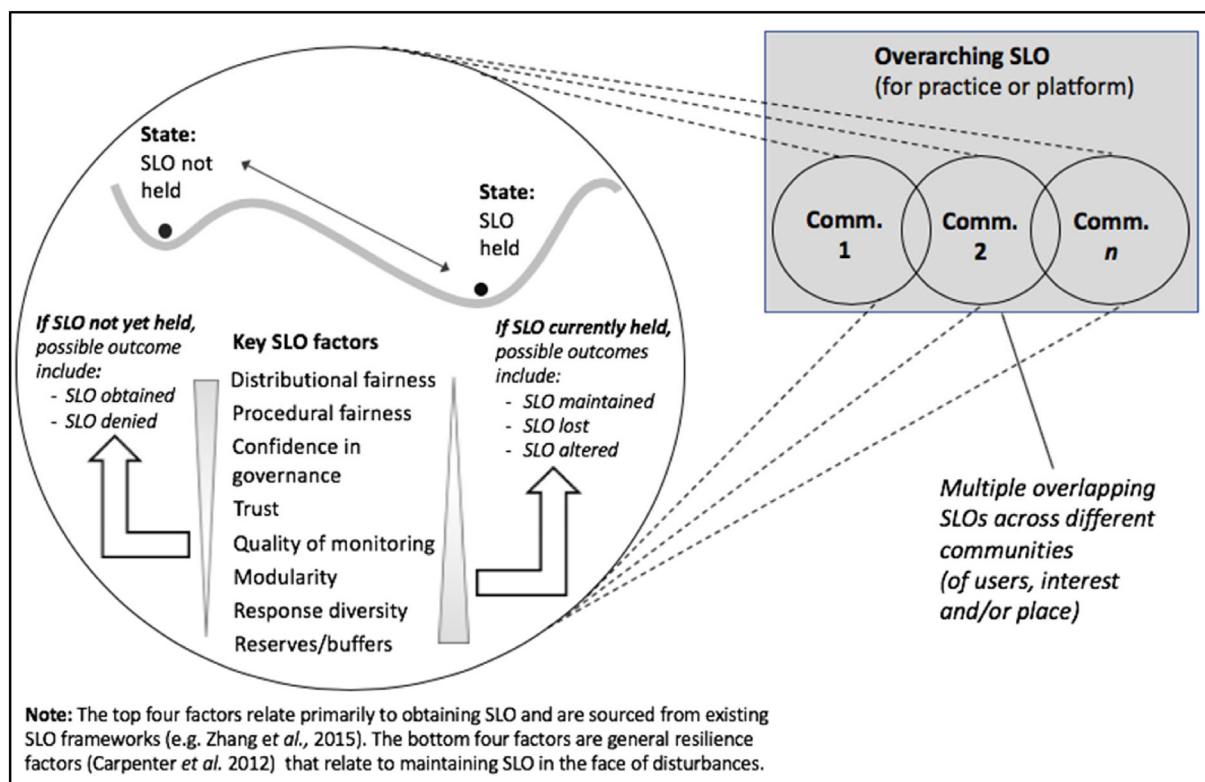 State:
SLO not
held
State:
SLO
held
If SLO not yet held,
possible outcome
include:
- SLO obtained
- SLO denied
Key SLO factors
Distributional fairness
Procedural fairness
Confidence in
governance
Trust
Quality of monitoring
Modularity
Response diversity
Reserves/buffers
If SLO currently held,
possible outcomes
include:
- SLO maintained
- SLO lost
- SLO altered
Overarching SLO
(for practice or platform)
Comm.
1
Comm.
2
Comm.
n
Multiple overlapping
SLOs across different
communities
(of users, interest
and/or place)
Note: The top four factors relate primarily to obtaining SLO and are sourced from existing
SLO frameworks (e.g. Zhang et al., 2015). The bottom four factors are general resilience
factors (Carpenter et al. 2012) that relate to maintaining SLO in the face of disturbances.